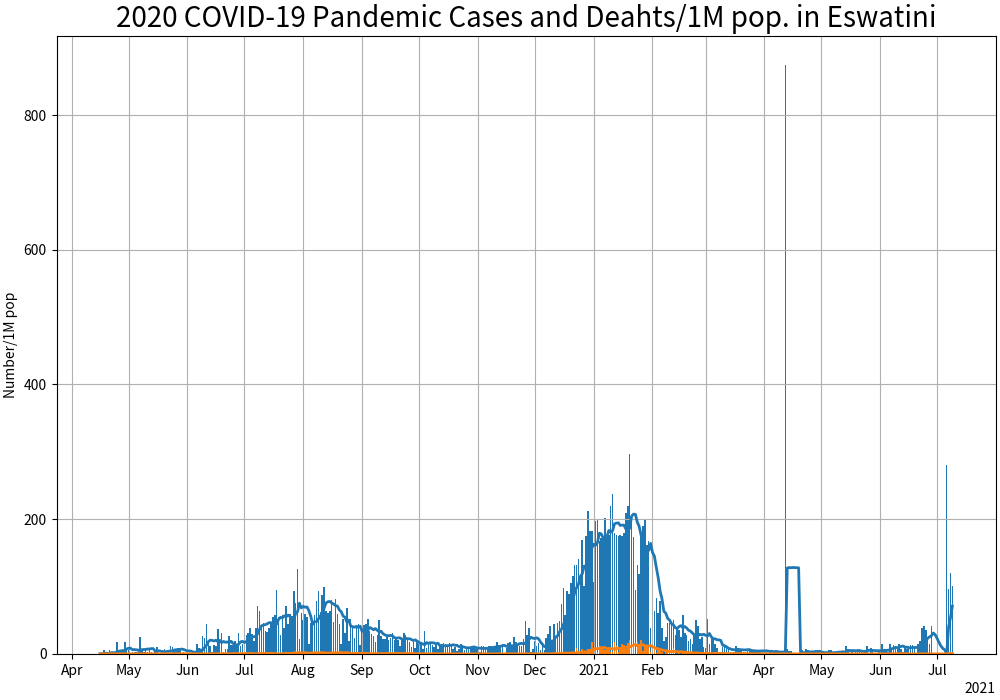 2020 COVID-19 Pandemic Cases and Deahts/1M pop. in Eswatini
Number/1M pop
800
600
400
200
0
Apr May Jun Jul Aug Sep Oct Nov Dec 2021 Feb Mar Apr May Jun Jul
2021